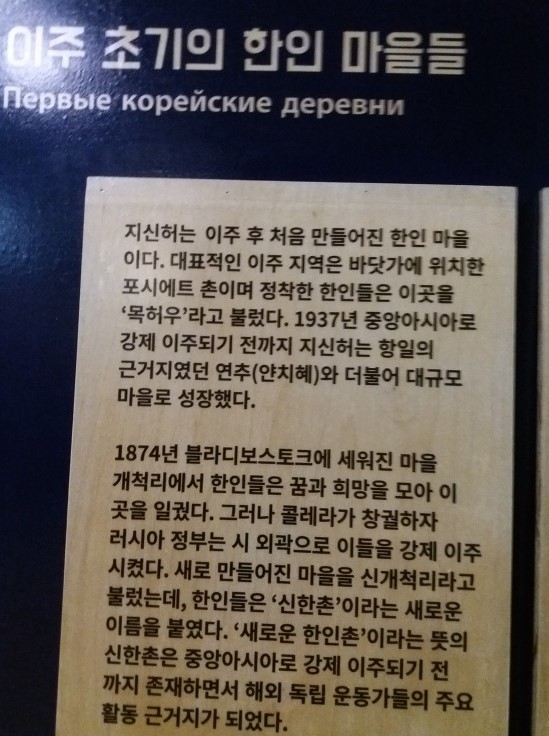 이주 초기의 한인 마을들
Первые корейские деревни
지신허는 이주 후 처음 만들어진 한인 마을
이다. 대표적인 이주 지역은 바닷가에 위치한
포시에트 촌이며 정착한 한인들은 이곳을
‘목허우’라고 불렀다. 1937년 중앙아시아로
강제 이주되기 전까지 지신허는 항일의
근거지였던 연추(얀치혜)와 더불어 대규모
마을로 성장했다.
1874년 블라디보스토크에 세워진 마을
개척리에서 한인들은 꿈과 희망을 모아 이
곳을 일궜다. 그러나 콜레라가 창궐하자
러시아 정부는 시 외곽으로 이들을 강제 이주
시켰다. 새로 만들어진 마을을 신개척리라고
불렀는데, 한인들은 ‘신한촌’이라는 새로운
이름을 붙였다. ‘새로운 한인촌’이라는 뜻의
신한촌은 중앙아시아로 강제 이주되기 전
까지 존재하면서 해외 독립 운동가들의 주요
활동 근거지가 되었다.